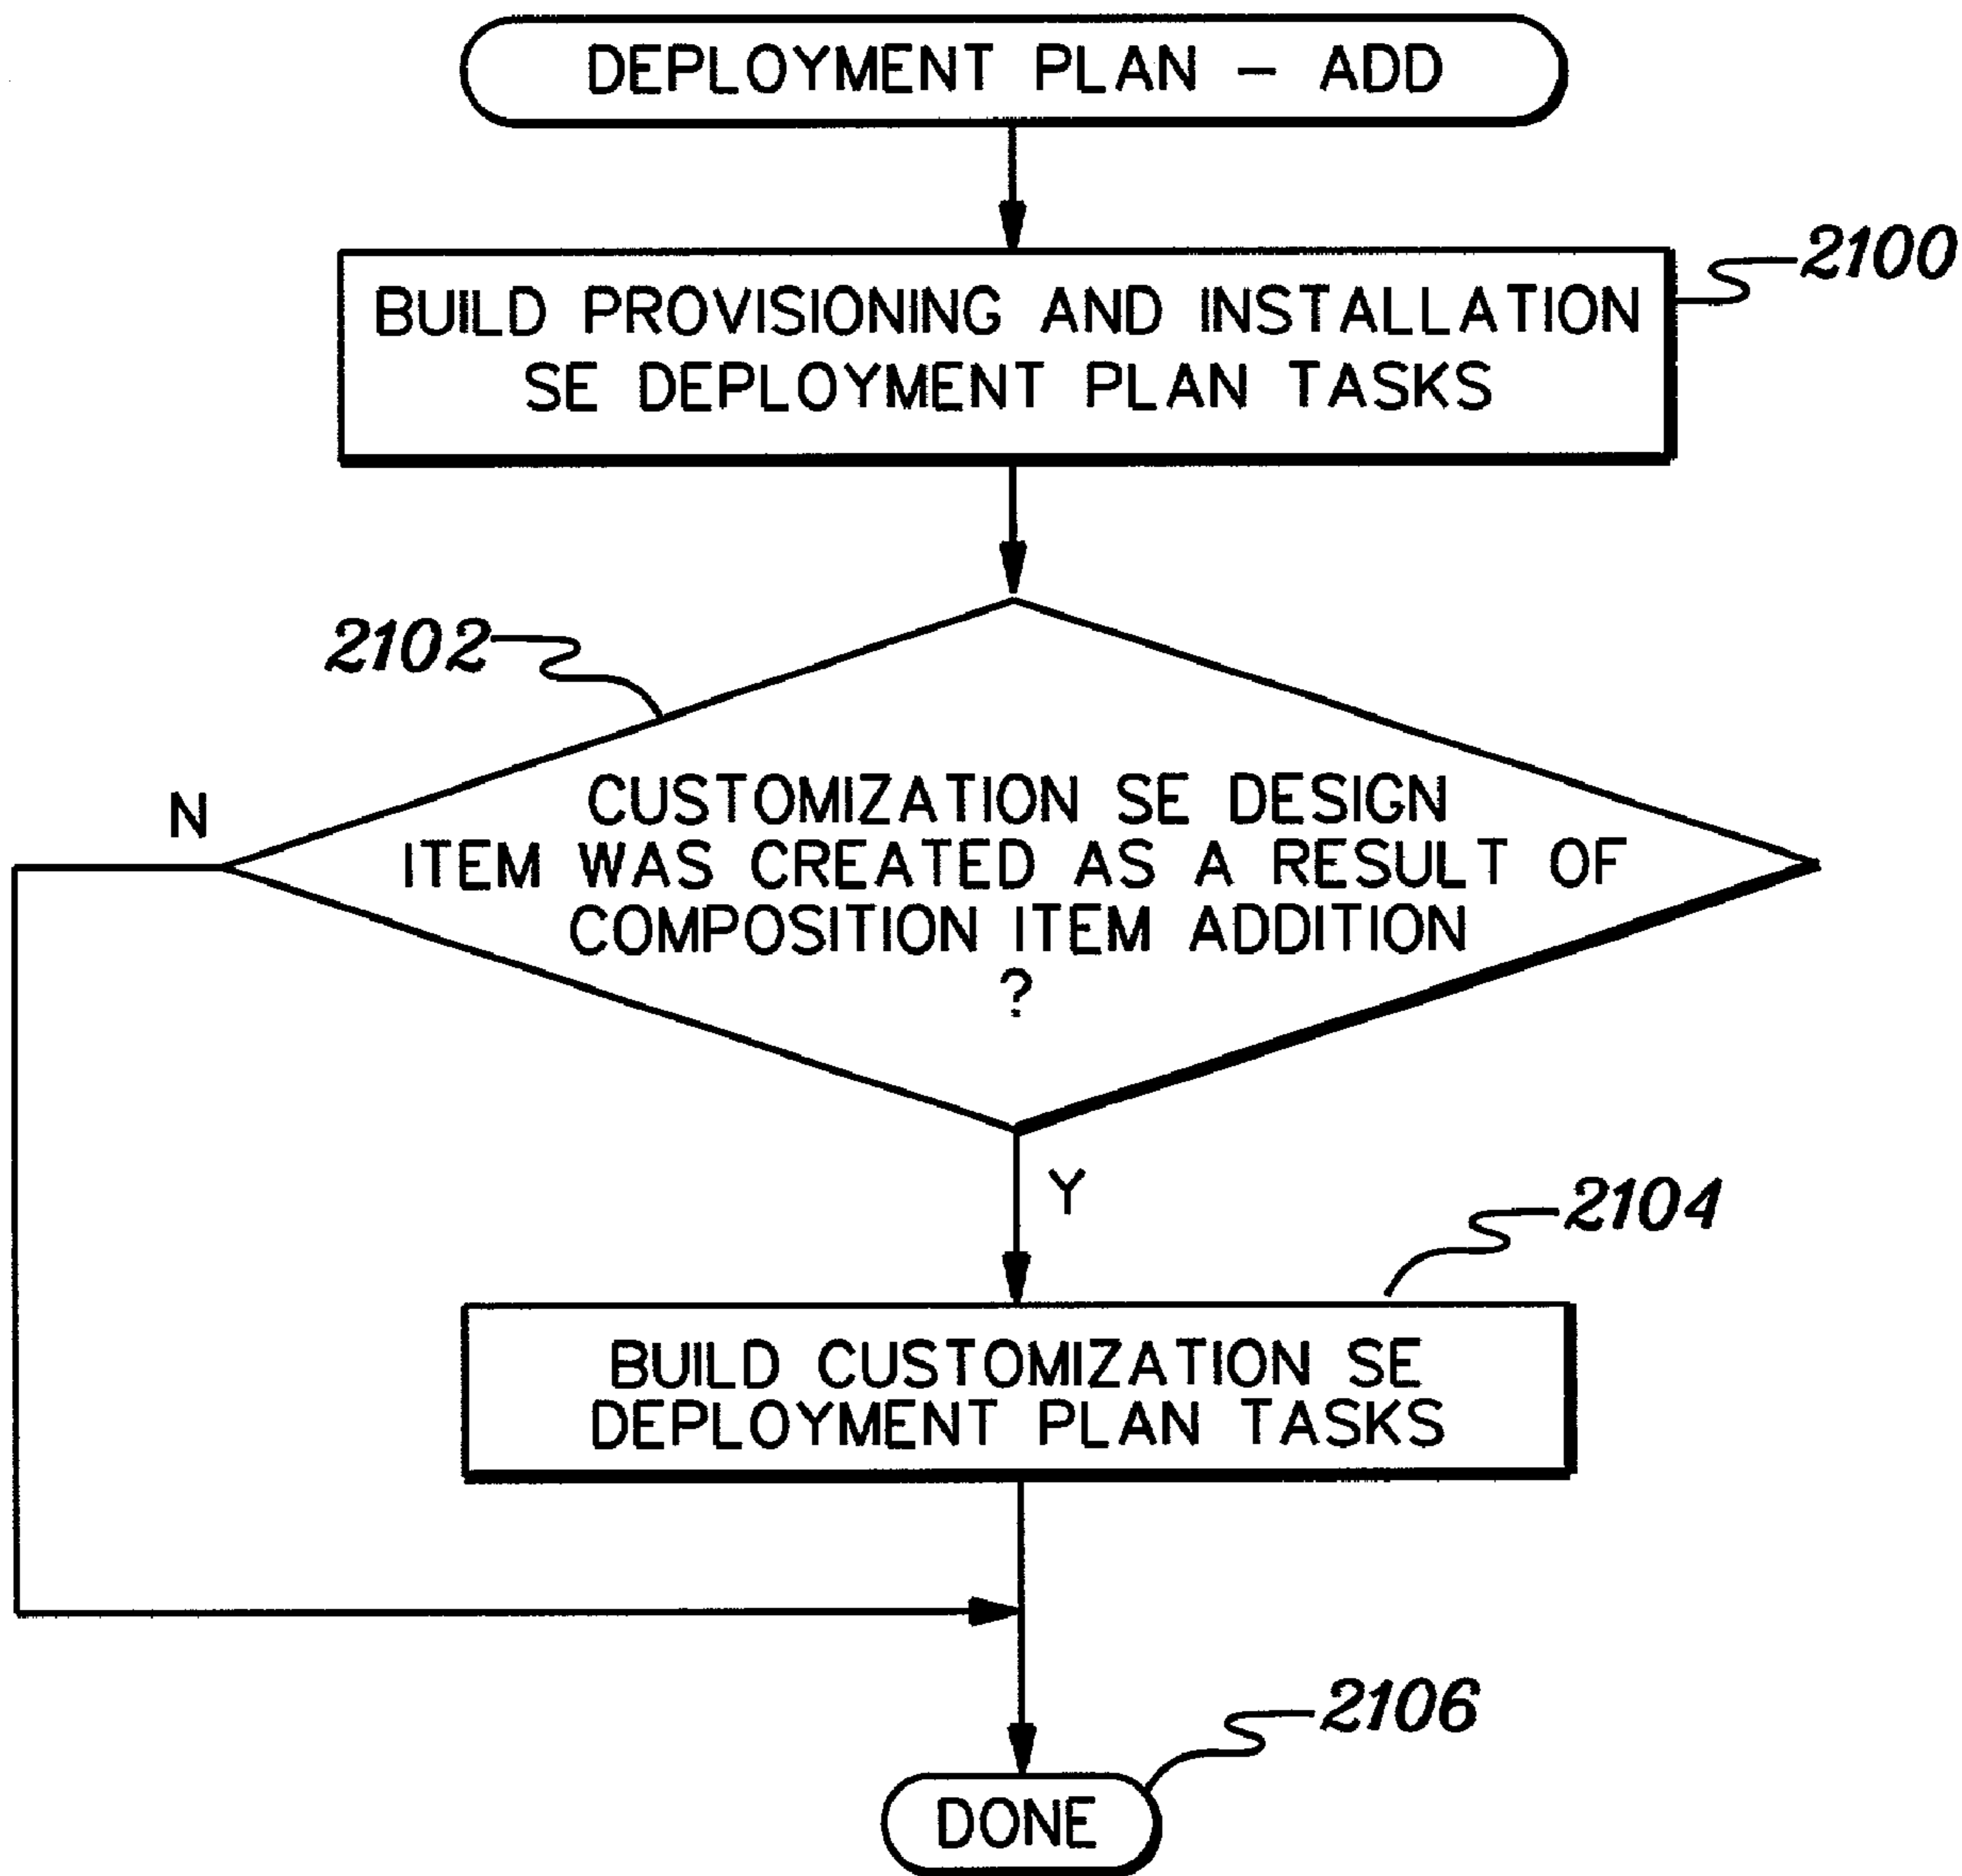 DEPLOYMENT PLAN – ADD
2100
BUILD PROVISIONING AND INSTALLATION
SE DEPLOYMENT PLAN TASKS
2102
N
CUSTOMIZATION SE DESIGN
ITEM WAS CREATED AS A RESULT OF
COMPOSITION ITEM ADDITION
?
Y
2104
BUILD CUSTOMIZATION SE
DEPLOYMENT PLAN TASKS
2106
DONE